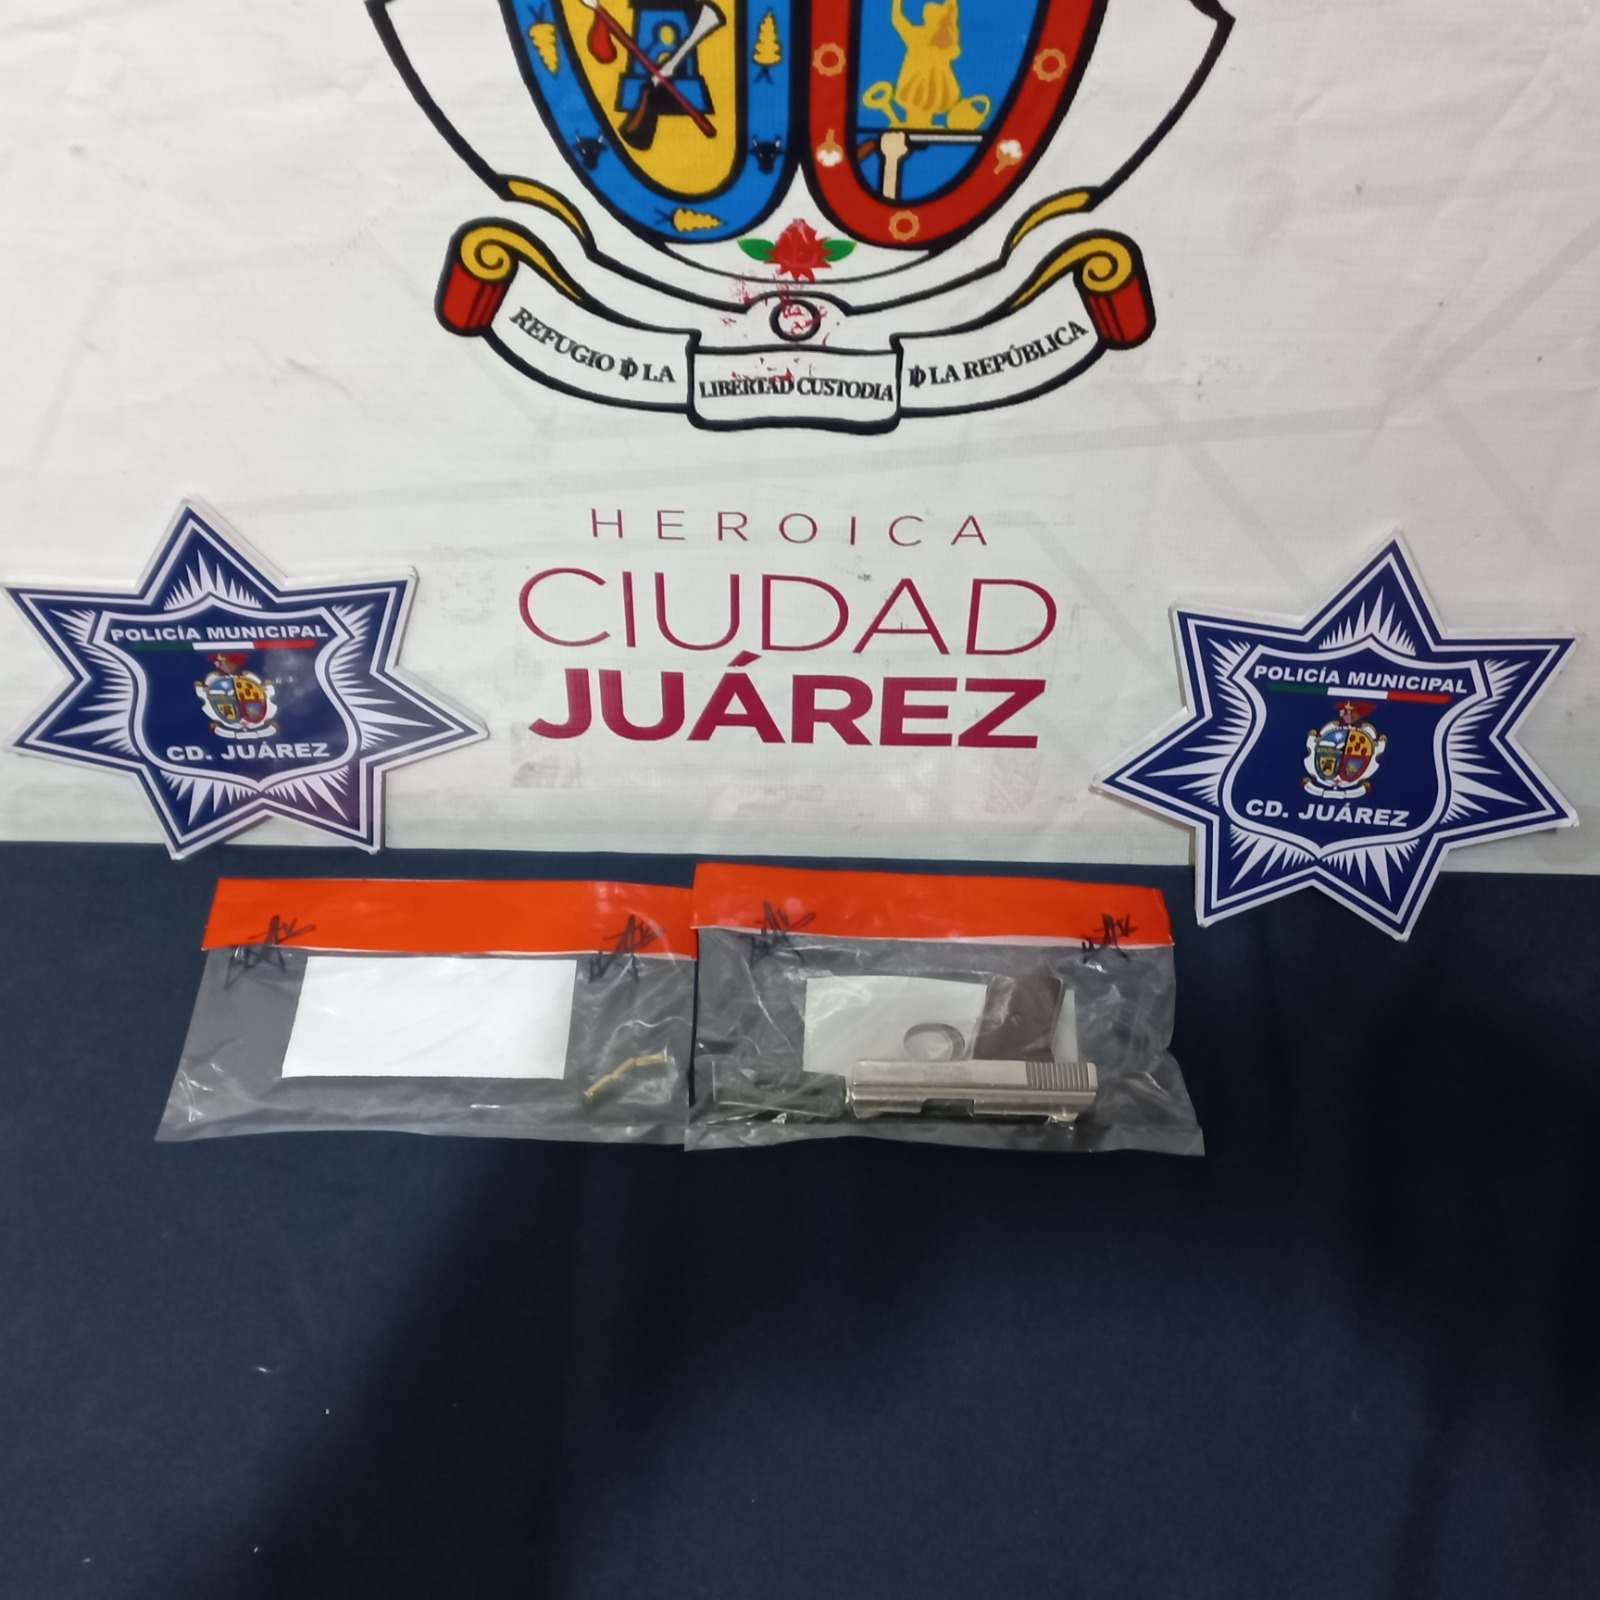 REFUGIO D LA
LIBERTAD CUSTODIA
D LA REPÚBLICA
HEROICA
CIUDAD
JUÁREZ
POLICÍA MUNICIPAL
CD. JUÁREZ
POLICÍA MUNICIPAL
CD. JUÁREZ